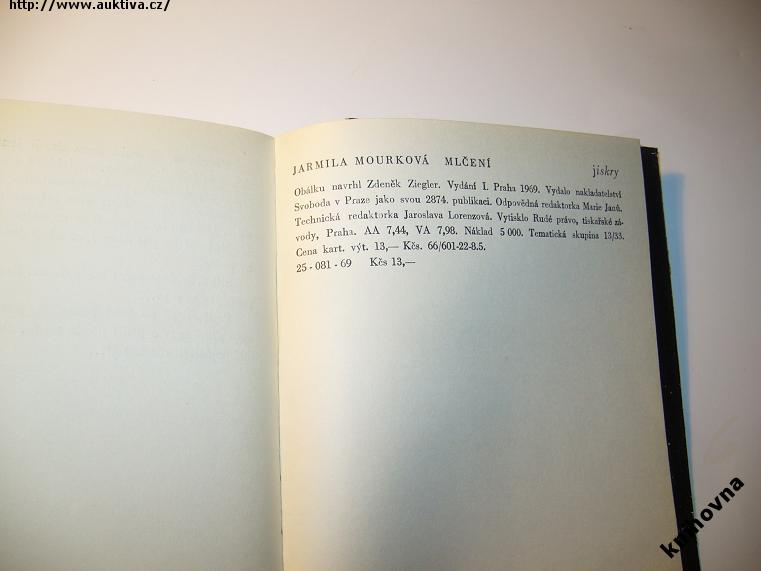 http://www.auktiva.cz/
JARMILA MOURKOVÁ MLČENÍ
jiskry
Obálku navrhl Zdeněk Ziegler. Vydání I. Praha 1969. Vydalo nakladatelství
Svoboda v Praze jako svou 2874. publikaci. Odpovědná redaktorka Marie Janů.
Technická redaktorka Jaroslava Lorenzová. Vytisklo Rudé právo, tiskařské zá-
vody, Praha. AA 7,44, VA 7,98. Náklad 5 000. Tematická skupina 13/33.
Cena kart. výt. 13,— Kčs. 66/601-22-8.5.
25 - 081 - 69 Kčs 13,—
knihovna